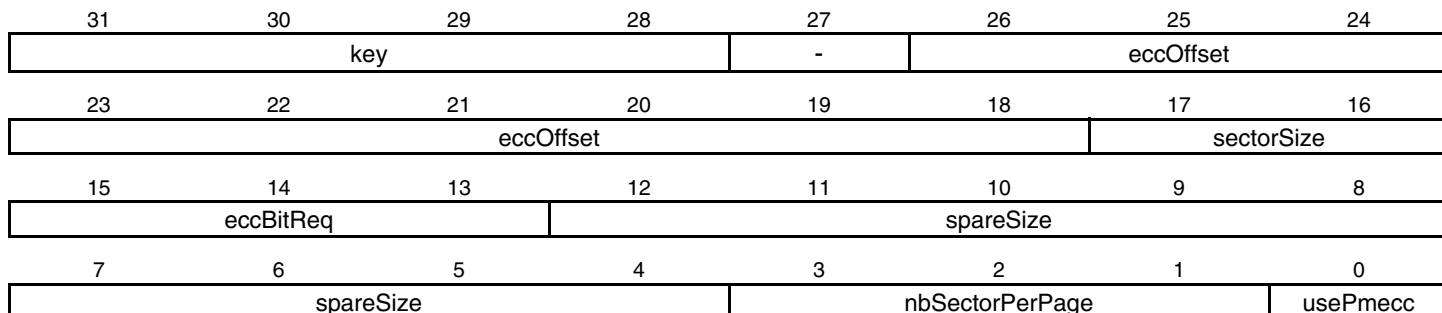 31 30 29 28 27 26 25 24
key - eccOffset
23 22 21 20 19 18 17 16
eccOffset sectorSize
15 14 13 12 11 10 9 8
eccBitReq spareSize
7 6 5 4 3 2 1 0
spareSize nbSectorPerPage usePmecc